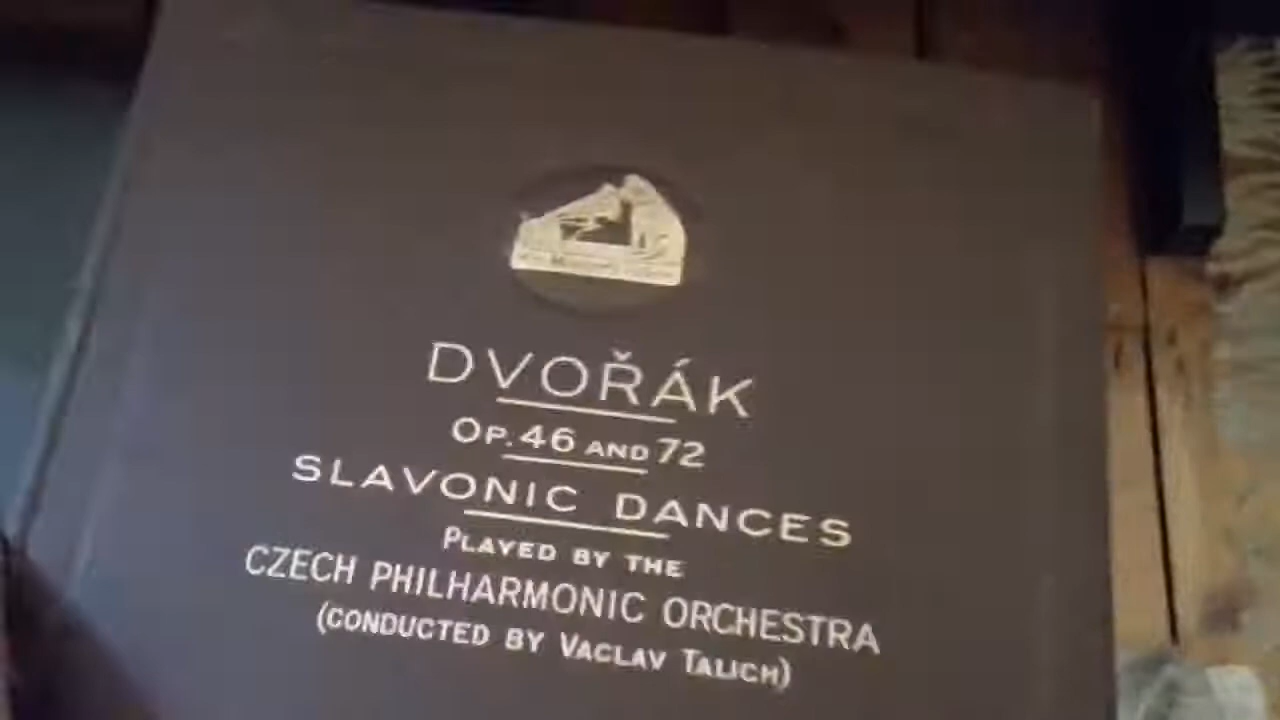 DVOŘÁK
OP. 46 AND 72
SLAVONIC DANCES
PLAYED BY THE
CZECH PHILHARMONIC ORCHESTRA
(CONDUCTED BY VACLAV TALICH)